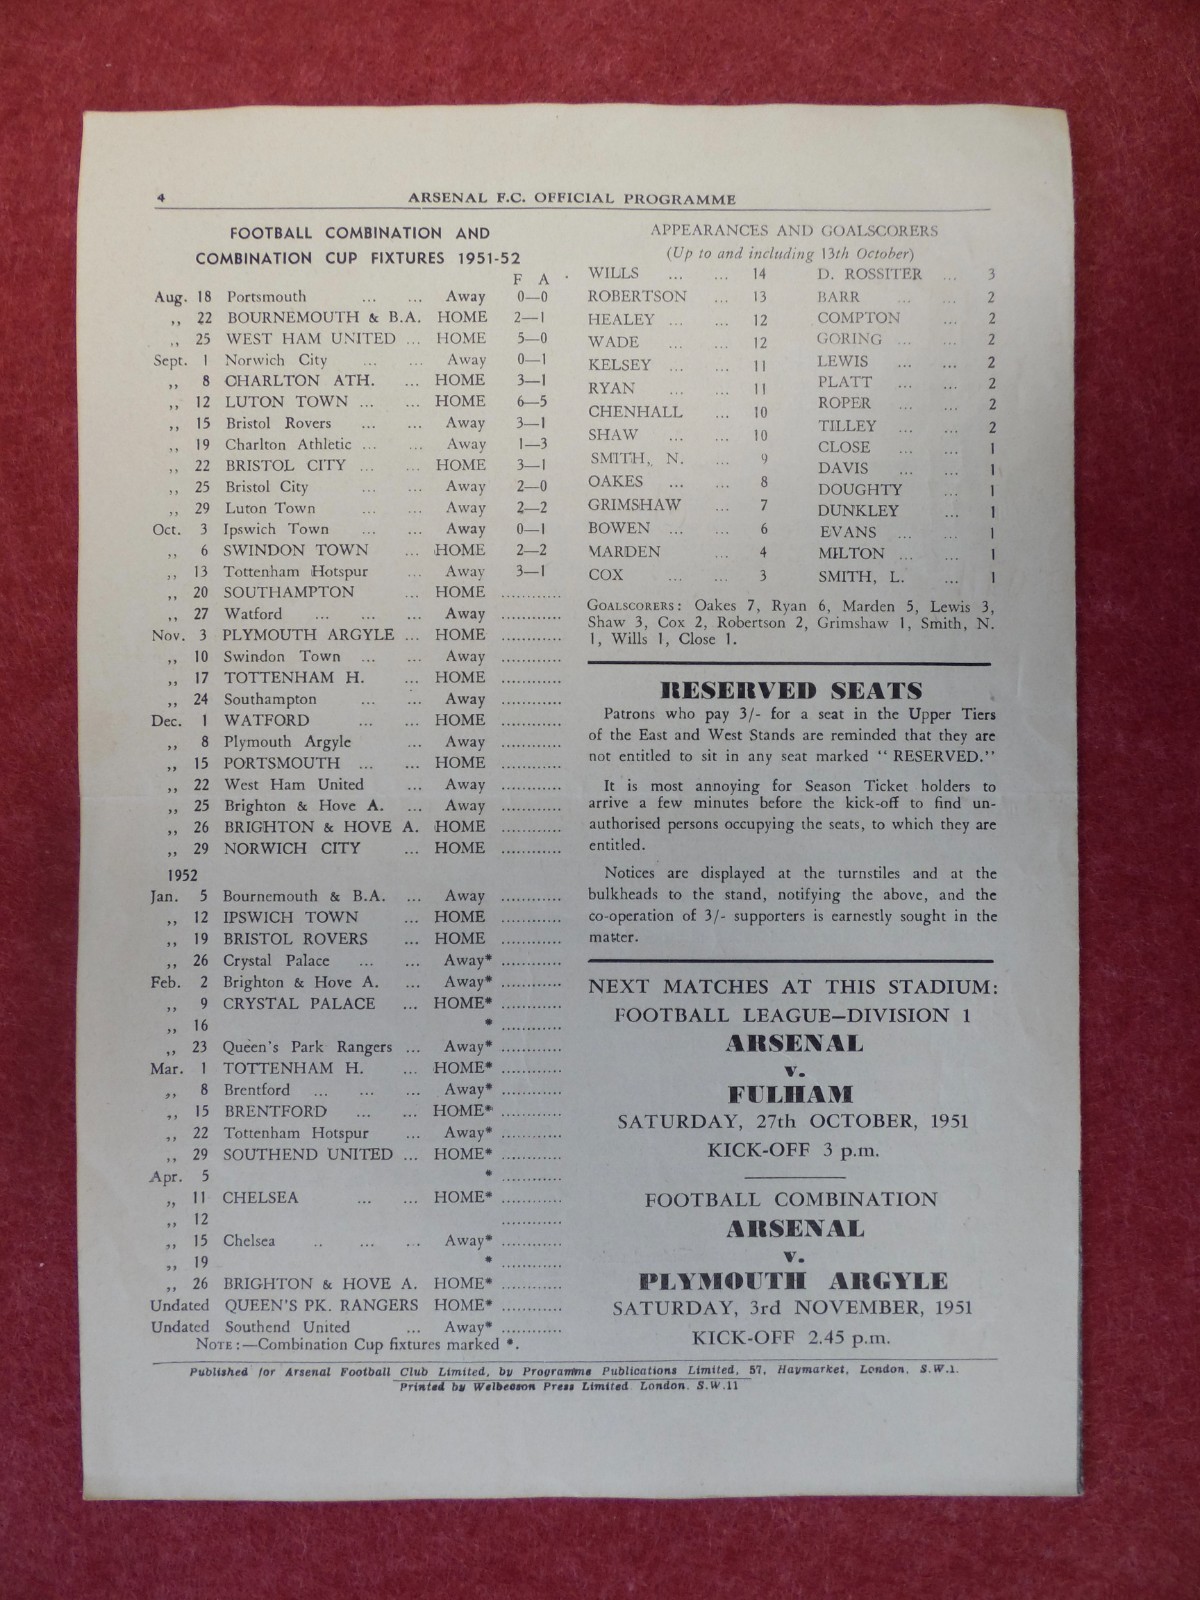 4
ARSENAL F.C. OFFICIAL PROGRAMME
FOOTBALL COMBINATION AND
COMBINATION CUP FIXTURES 1951-52
F A
Aug. 18 Portsmouth ... ... Away 0—0
,, 22 BOURNEMOUTH & B.A. HOME 2—1
,, 25 WEST HAM UNITED ... HOME 5—0
Sept. 1 Norwich City ... ... Away 0—1
,, 8 CHARLTON ATH. ... HOME 3—1
,, 12 LUTON TOWN ... ... HOME 6—5
,, 15 Bristol Rovers ... ... Away 3—1
,, 19 Charlton Athletic ... ... Away 1—3
,, 22 BRISTOL CITY ... ... HOME 3—1
,, 25 Bristol City ... ... Away 2—0
,, 29 Luton Town ... ... Away 2—2
Oct. 3 Ipswich Town ... ... Away 0—1
,, 6 SWINDON TOWN ... HOME 2—2
,, 13 Tottenham Hotspur ... Away 3—1
,, 20 SOUTHAMPTON ... HOME ............
,, 27 Watford ... ... ... Away ............
Nov. 3 PLYMOUTH ARGYLE ... HOME ............
,, 10 Swindon Town ... ... Away ............
,, 17 TOTTENHAM H. ... HOME ............
,, 24 Southampton ... ... Away ............
Dec. 1 WATFORD ... ... HOME ............
,, 8 Plymouth Argyle ... Away ............
,, 15 PORTSMOUTH ... ... HOME ............
,, 22 West Ham United ... Away ............
,, 25 Brighton & Hove A. ... Away ............
,, 26 BRIGHTON & HOVE A. HOME ............
,, 29 NORWICH CITY ... HOME ............
1952
Jan. 5 Bournemouth & B.A. ... Away ............
,, 12 IPSWICH TOWN ... HOME ............
,, 19 BRISTOL ROVERS ... HOME ............
,, 26 Crystal Palace ... ... Away* ............
Feb. 2 Brighton & Hove A. ... Away* ............
,, 9 CRYSTAL PALACE ... HOME* ............
,, 16 * ............
,, 23 Queen's Park Rangers ... Away* ............
Mar. 1 TOTTENHAM H. ... HOME* ............
,, 8 Brentford ... ... ... Away* ............
,, 15 BRENTFORD ... ... HOME* ............
,, 22 Tottenham Hotspur ... Away* ............
,, 29 SOUTHEND UNITED ... HOME* ............
Apr. 5 * ............
,, 11 CHELSEA ... ... HOME* ............
,, 12 ............
,, 15 Chelsea .. ... ... Away* ............
,, 19 * ............
,, 26 BRIGHTON & HOVE A. HOME* ............
Undated QUEEN'S PK. RANGERS HOME* ............
Undated Southend United ... Away* ............
NOTE:—Combination Cup fixtures marked *.
APPEARANCES AND GOALSCORERS
(Up to and including 13th October)
WILLS ... ... 14
ROBERTSON ... 13
HEALEY ... ... 12
WADE ... ... 12
KELSEY ... ... 11
RYAN ... ... 11
CHENHALL ... 10
SHAW ... ... 10
SMITH, N. ... 9
OAKES ... ... 8
GRIMSHAW ... 7
BOWEN ... ... 6
MARDEN ... 4
COX ... ... 3
D. ROSSITER ... 3
BARR ... ... 2
COMPTON ... 2
GORING ... ... 2
LEWIS ... ... 2
PLATT ... ... 2
ROPER ... ... 2
TILLEY ... ... 2
CLOSE ... ... 1
DAVIS ... ... 1
DOUGHTY ... 1
DUNKLEY ... 1
EVANS ... ... 1
MILTON ... ... 1
SMITH, L. ... 1
GOALSCORERS: Oakes 7, Ryan 6, Marden 5, Lewis 3,
Shaw 3, Cox 2, Robertson 2, Grimshaw 1, Smith, N.
1, Wills 1, Close 1.
RESERVED SEATS
Patrons who pay 3/- for a seat in the Upper Tiers
of the East and West Stands are reminded that they are
not entitled to sit in any seat marked “ RESERVED.”
It is most annoying for Season Ticket holders to
arrive a few minutes before the kick-off to find un-
authorised persons occupying the seats, to which they are
entitled.
Notices are displayed at the turnstiles and at the
bulkheads to the stand, notifying the above, and the
co-operation of 3/- supporters is earnestly sought in the
matter.
NEXT MATCHES AT THIS STADIUM:
FOOTBALL LEAGUE—DIVISION 1
ARSENAL
v.
FULHAM
SATURDAY, 27th OCTOBER, 1951
KICK-OFF 3 p.m.
FOOTBALL COMBINATION
ARSENAL
v.
PLYMOUTH ARGYLE
SATURDAY, 3rd NOVEMBER, 1951
KICK-OFF 2.45 p.m.
Published for Arsenal Football Club Limited, by Programme Publications Limited, 57, Haymarket, London, S.W.1.
Printed by Welbecson Press Limited London. S.W.11